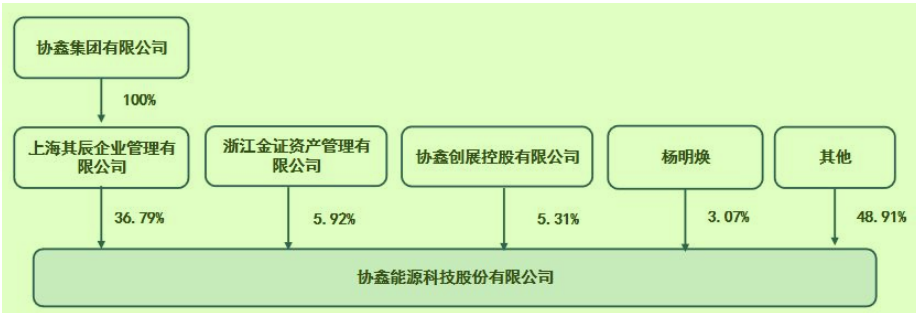 协鑫集团有限公司
100%
上海其辰企业管理有
限公司
浙江金证资产管理有
限公司
协鑫创展控股有限公司
杨明焕
其他
36.79%
5.92%
5.31%
3.07%
48.91%
协鑫能源科技股份有限公司